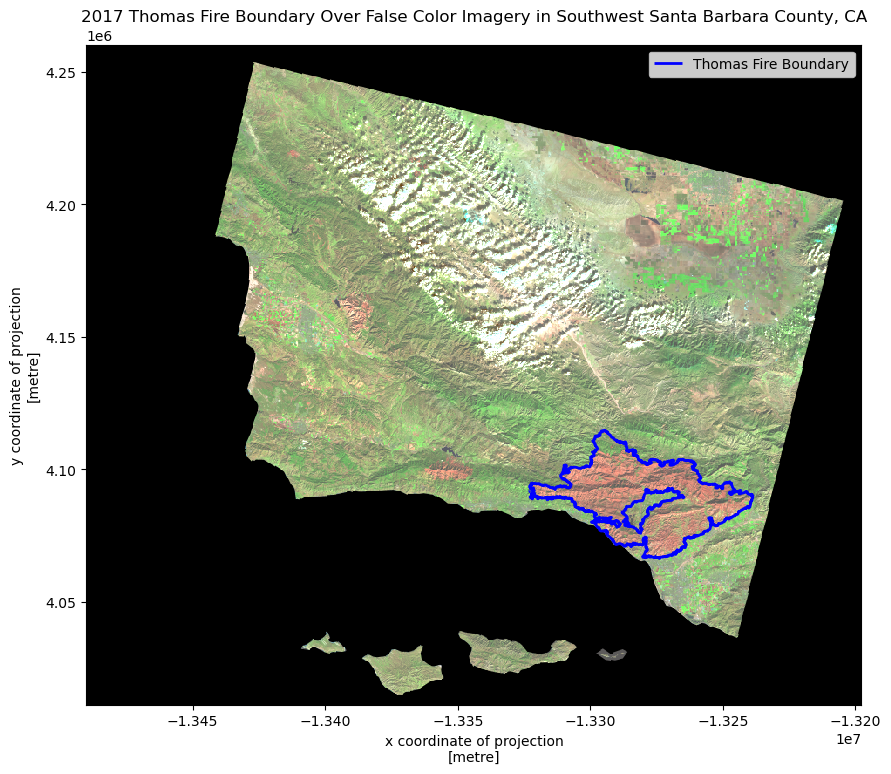 2017 Thomas Fire Boundary Over False Color Imagery in Southwest Santa Barbara County, CA
1e6
Thomas Fire Boundary
4.25
4.20
4.15
4.10
4.05
y coordinate of projection
[metre]
−1.345
−1.340
−1.335
−1.330
−1.325
−1.320
1e7
x coordinate of projection
[metre]